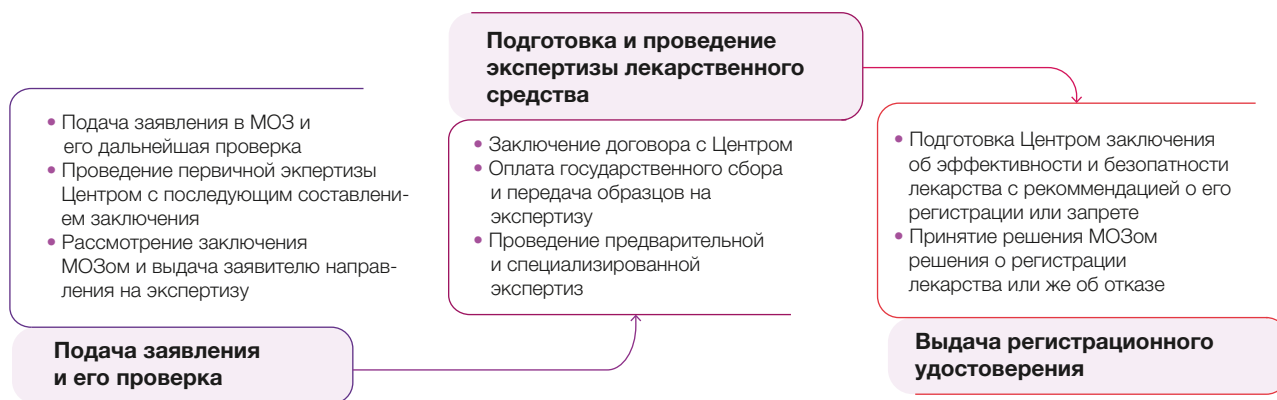 Подача заявления в МОЗ и
его дальнейшая проверка
Проведение первичной экпертизы
Центром с последующим составлени-
ем заключения
Рассмотрение заключения
МОЗом и выдача заявителю направ-
ления на экспертизу
Подача заявления
и его проверка
Подготовка и проведение
экспертизы лекарственного
средства
Заключение договора с Центром
Оплата государственного сбора
и передача образцов на
экспертизу
Проведение предварительной
и специализированной
экспертиз
Подготовка Центром заключения
об эффективности и безопатности
лекарства с рекоммендацией о его
регистрации или запрете
Принятие решения МОЗом
решения о регистрации
лекарства или же об отказе
Выдача регистрационного
удостоверения